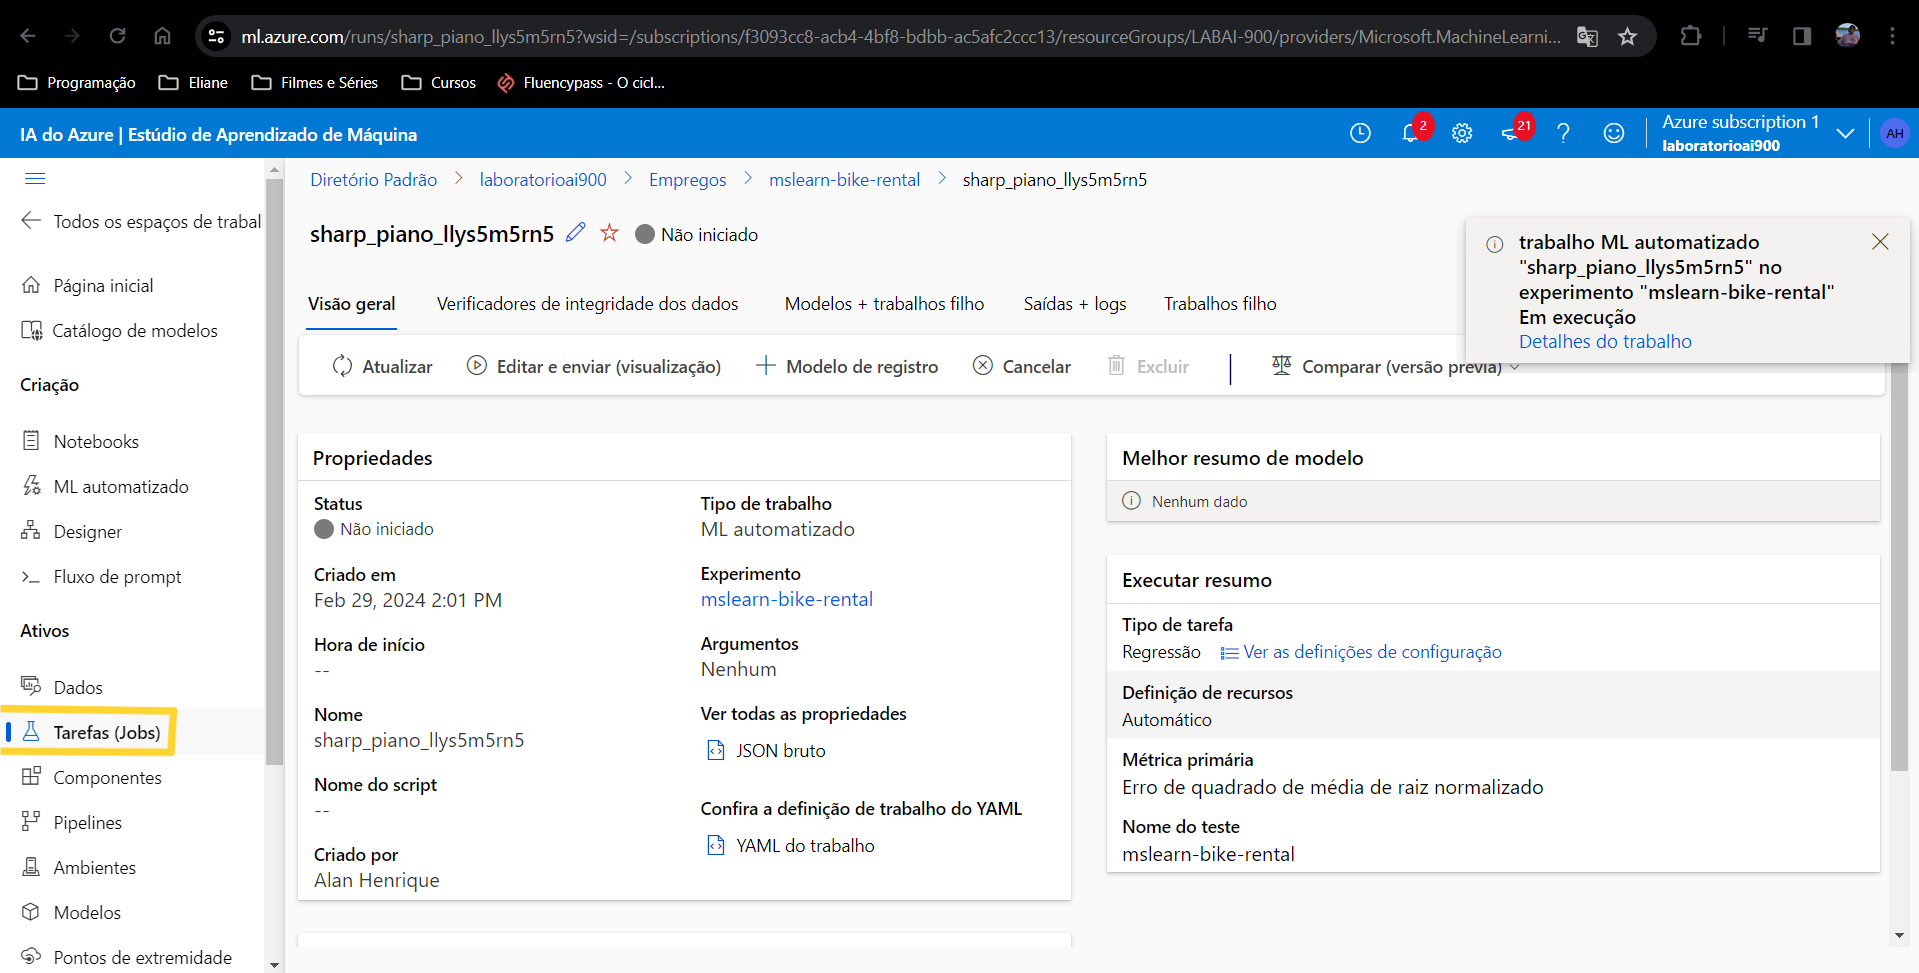 ml.azure.com/runs/sharp_piano_llys5m5rn5?wsid=/subscriptions/f3093cc8-acb4-4bf8-bdbb-ac5afc2ccc13/resourceGroups/LABAI-900/providers/Microsoft.MachineLearni...
Programação Eliane Filmes e Séries Cursos Fluencypass - O cicl...
IA do Azure | Estúdio de Aprendizado de Máquina
2
21
Azure subscription 1
laboratorioai900
AH
Todos os espaços de trabal
Página inicial
Catálogo de modelos
Criação
Notebooks
ML automatizado
Designer
Fluxo de prompt
Ativos
Dados
Tarefas (Jobs)
Componentes
Pipelines
Ambientes
Modelos
Pontos de extremidade
Diretório Padrão > laboratorioai900 > Empregos > mslearn-bike-rental > sharp_piano_llys5m5rn5
sharp_piano_llys5m5rn5 Não iniciado
Visão geral Verificadores de integridade dos dados Modelos + trabalhos filho Saídas + logs Trabalhos filho
Atualizar Editar e enviar (visualização) Modelo de registro Cancelar Excluir Comparar (versão prévia)
trabalho ML automatizado
"sharp_piano_llys5m5rn5" no
experimento "mslearn-bike-rental"
Em execução
Detalhes do trabalho
Propriedades
Status
Não iniciado
Criado em
Feb 29, 2024 2:01 PM
Hora de início
--
Nome
sharp_piano_llys5m5rn5
Nome do script
--
Criado por
Alan Henrique
Tipo de trabalho
ML automatizado
Experimento
mslearn-bike-rental
Argumentos
Nenhum
Ver todas as propriedades
JSON bruto
Confira a definição de trabalho do YAML
YAML do trabalho
Melhor resumo de modelo
Nenhum dado
Executar resumo
Tipo de tarefa
Regressão Ver as definições de configuração
Definição de recursos
Automático
Métrica primária
Erro de quadrado de média de raiz normalizado
Nome do teste
mslearn-bike-rental